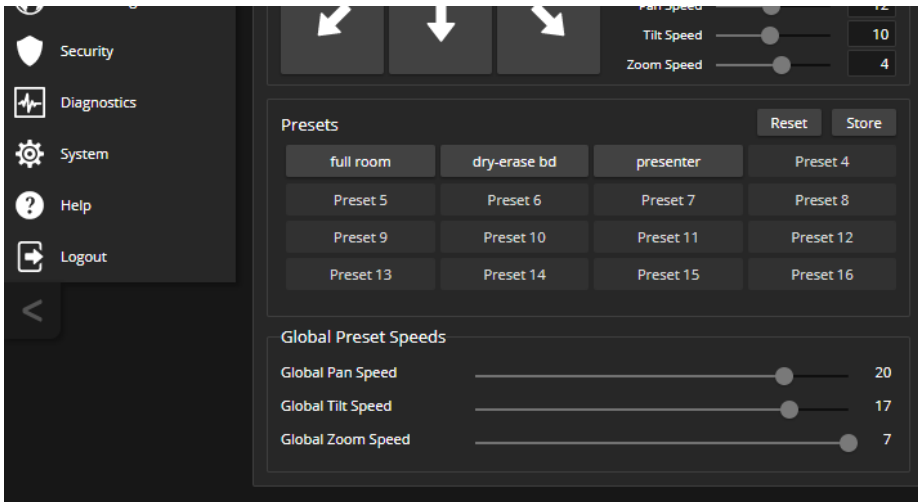 Security
Diagnostics
System
Help
Logout
<
Pan Speed 12
Tilt Speed 10
Zoom Speed 4
Presets
Reset Store
full room dry-erase bd presenter Preset 4
Preset 5 Preset 6 Preset 7 Preset 8
Preset 9 Preset 10 Preset 11 Preset 12
Preset 13 Preset 14 Preset 15 Preset 16
Global Preset Speeds
Global Pan Speed 20
Global Tilt Speed 17
Global Zoom Speed 7